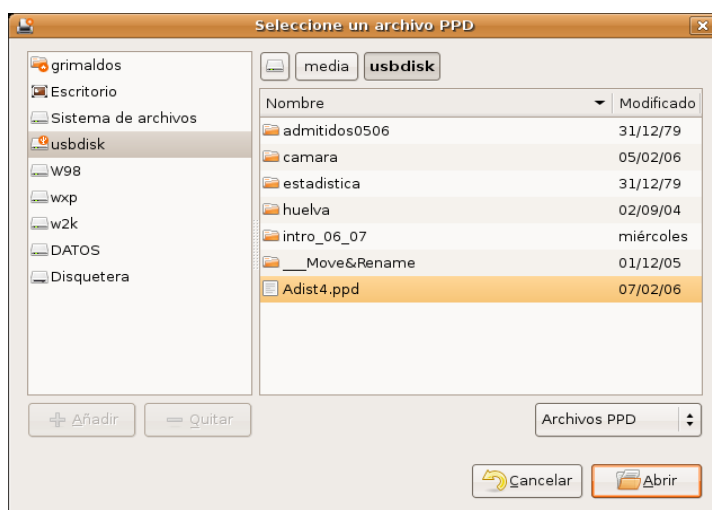 Seleccione un archivo PPD
grimaldos
Escritorio
Sistema de archivos
usbdisk
W98
wxp
w2k
DATOS
Disquetera
media usbdisk
Nombre Modificado
admitidos0506 31/12/79
camara 05/02/06
estadistica 31/12/79
huelva 02/09/04
intro_06_07 miércoles
___Move&Rename 01/12/05
Adist4.ppd 07/02/06
Añadir Quitar
Archivos PPD
Cancelar Abrir